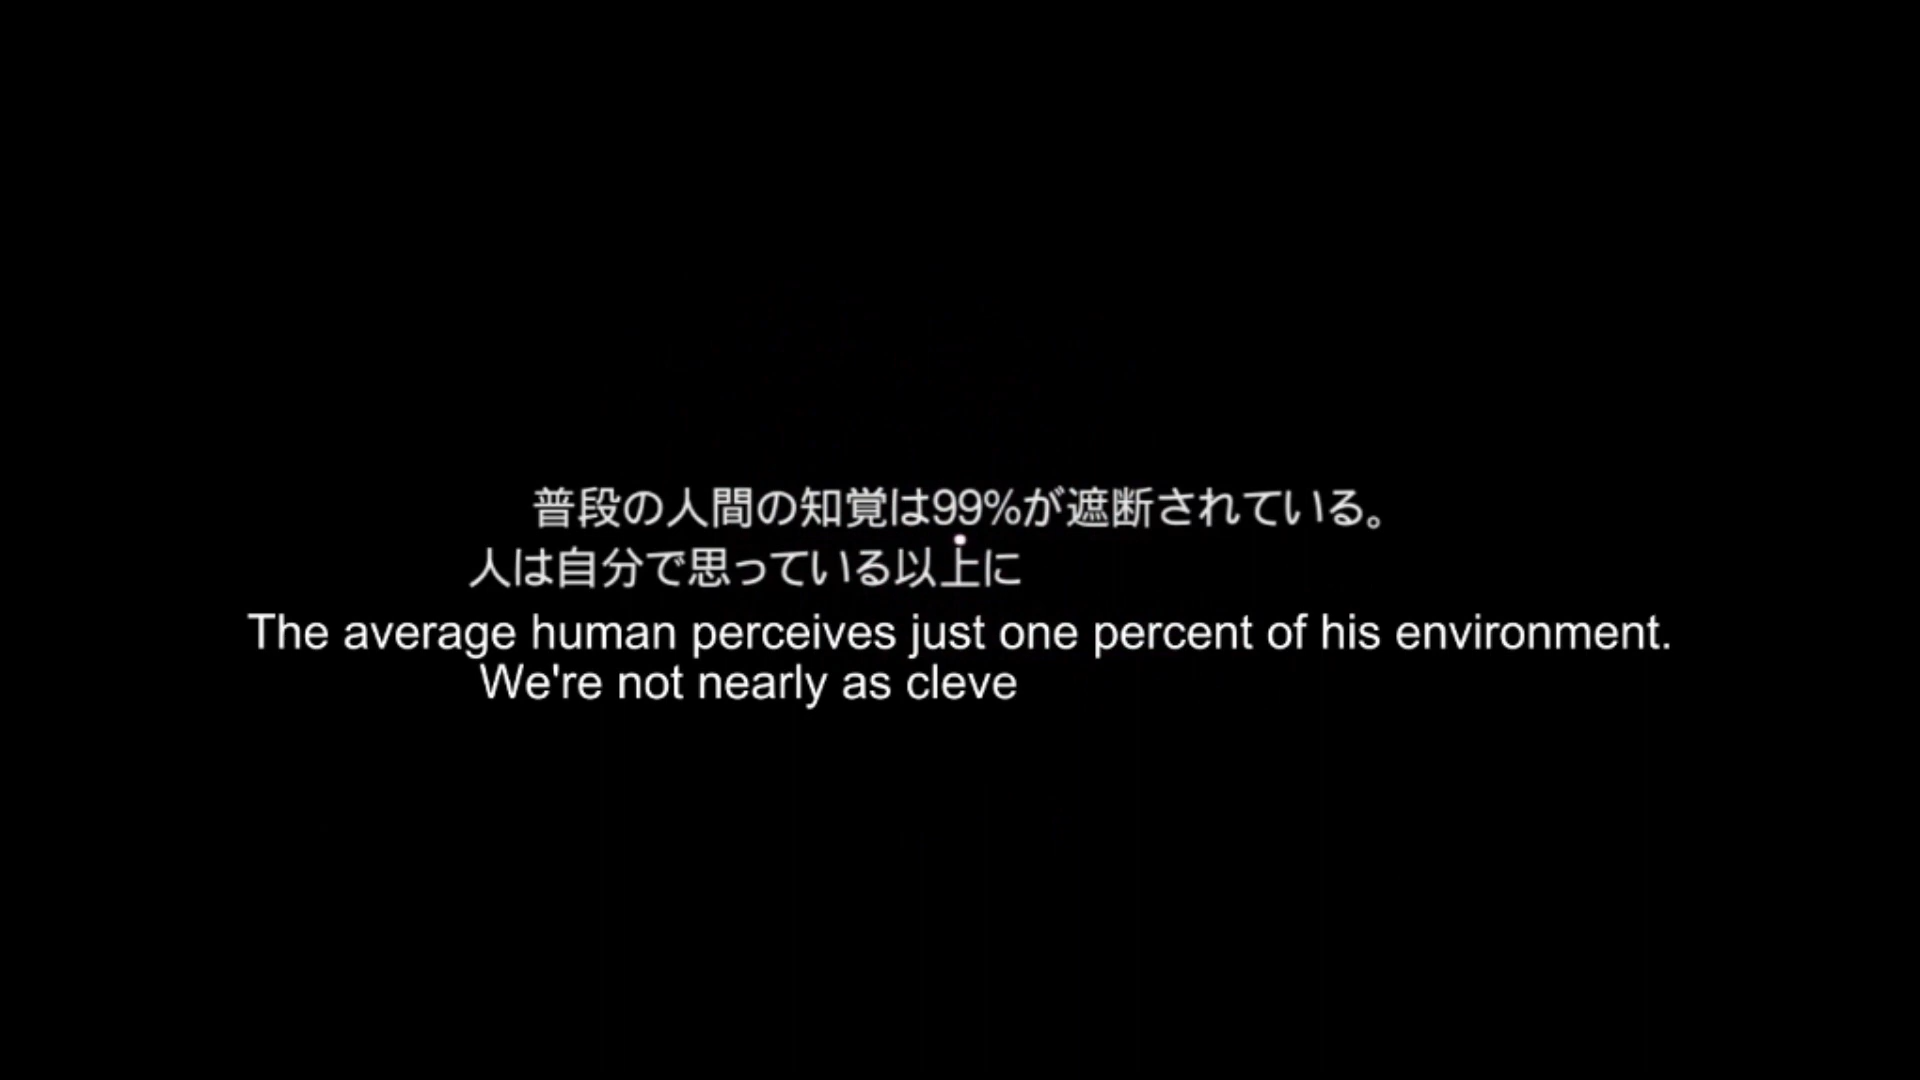 普段の人間の知覚は99%が遮断されている。
人は自分で思っている以上に
The average human perceives just one percent of his environment.
We're not nearly as cleve